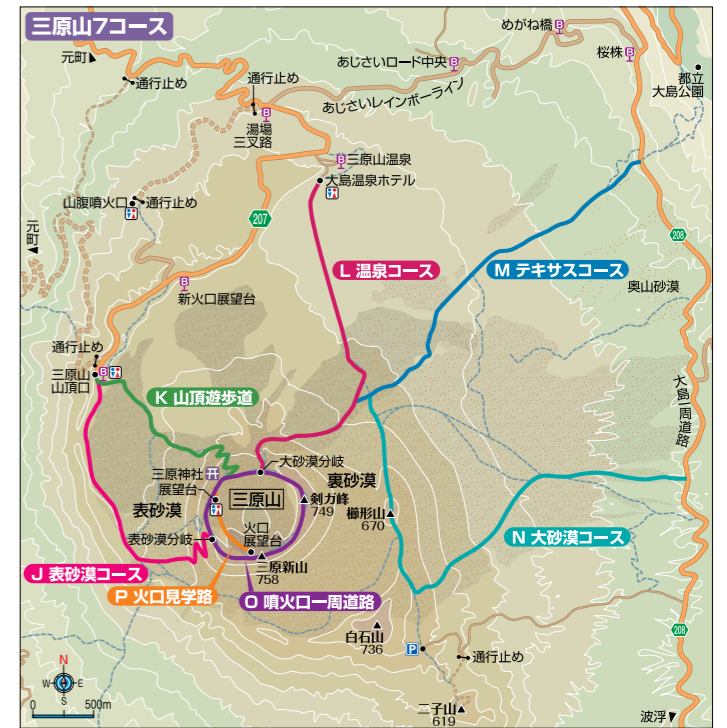 三原山7コース
元町
通行止め
通行止め
湯場
三叉路
あじさいロード中央
あじさいレインボーライン
めがね橋
桜株
都立
大島公園
三原山温泉
大島温泉ホテル
山腹噴火口
通行止め
元町
207
208
L 温泉コース
M テキサスコース
奥山砂漠
新火口展望台
通行止め
三原山
山頂口
K 山頂遊歩道
大島一周道路
大砂漠分岐
三原神社
展望台
裏砂漠
三原山
剣ガ峰
749
櫛形山
670
表砂漠
火口
展望台
表砂漠分岐
三原新山
758
N 大砂漠コース
J 表砂漠コース
P 火口見学路
O 噴火口一周道路
白石山
736
P
通行止め
208
二子山
619
波浮
N
W
E
S
0 500m
B
B
B
B
B
B